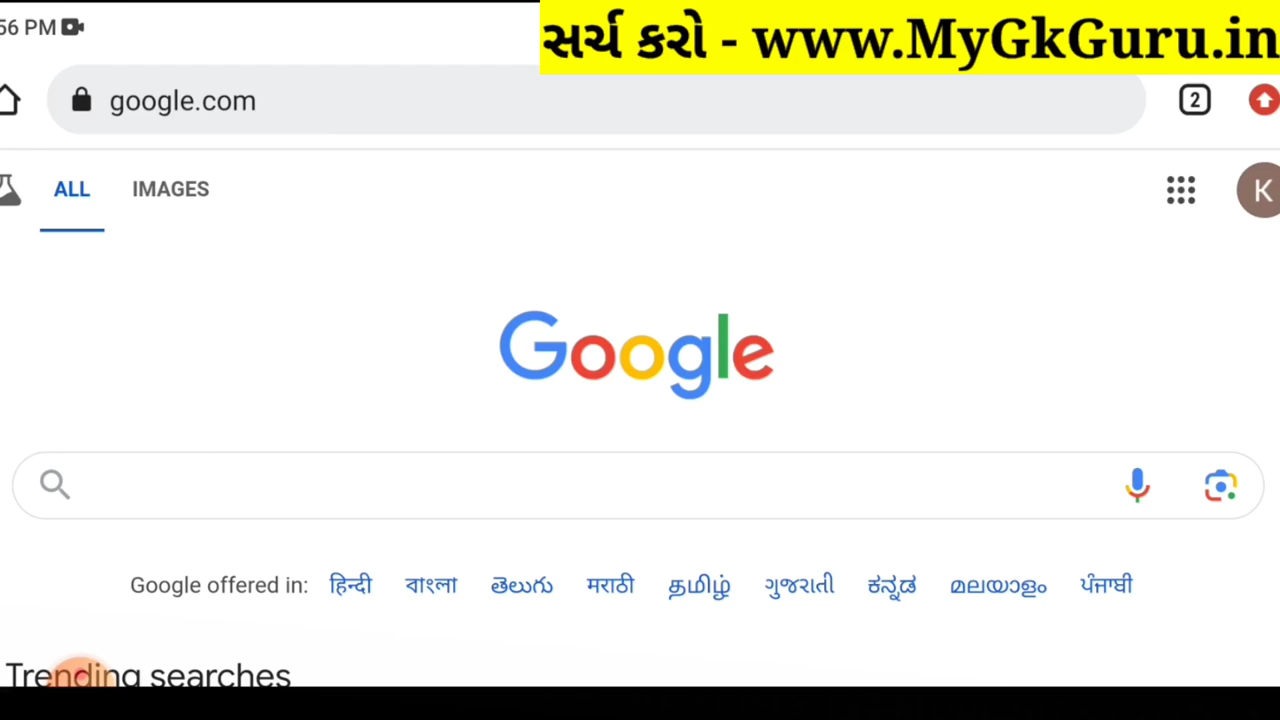 56 PM
સર્ચ કરો - www.MyGkGuru.in
google.com
2
ALL IMAGES
K
Google
Google offered in: हिन्दी বাংলা తెలుగు मराठी தமிழ் ગુજરાતી ಕನ್ನಡ മലയാളം ਪੰਜਾਬੀ
Trending searches